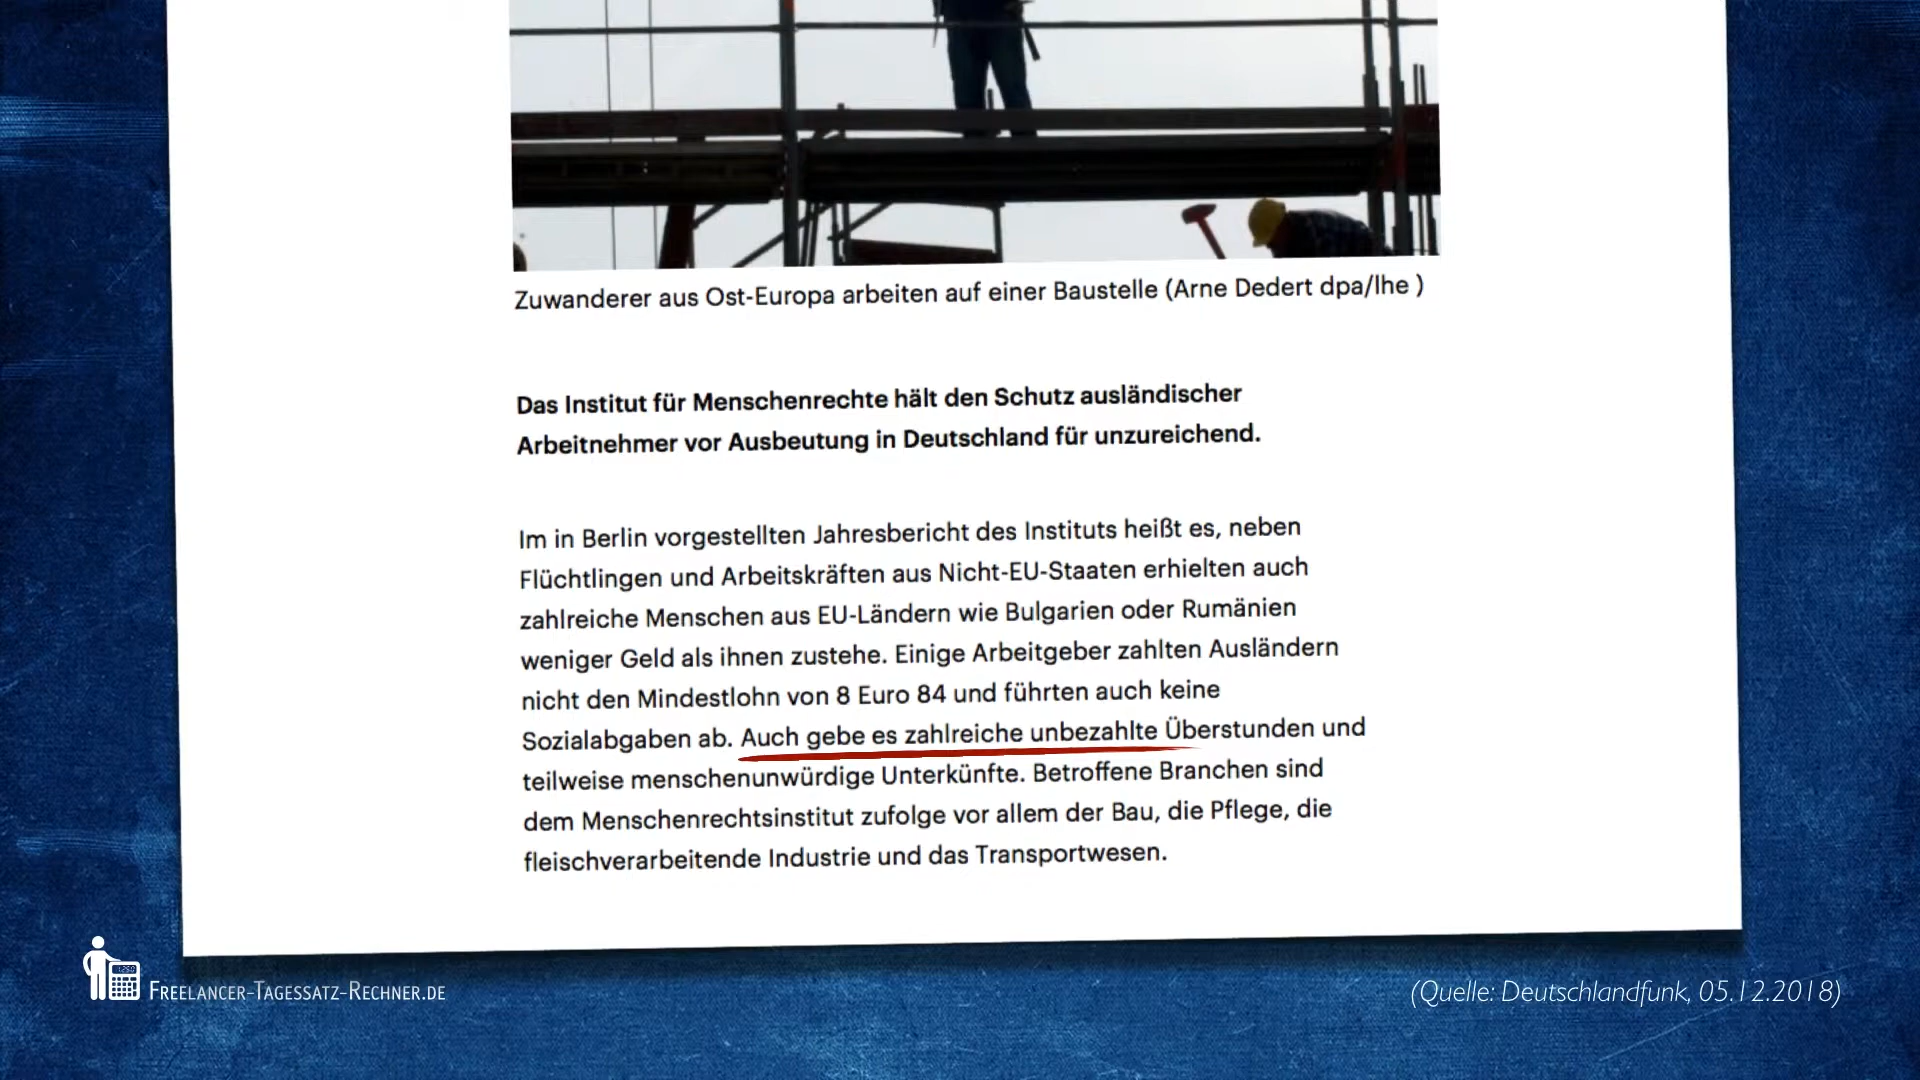 Zuwanderer aus Ost-Europa arbeiten auf einer Baustelle (Arne Dedert dpa/lhe )
Das Institut für Menschenrechte hält den Schutz ausländischer
Arbeitnehmer vor Ausbeutung in Deutschland für unzureichend.
Im in Berlin vorgestellten Jahresbericht des Instituts heißt es, neben
Flüchtlingen und Arbeitskräften aus Nicht-EU-Staaten erhielten auch
zahlreiche Menschen aus EU-Ländern wie Bulgarien oder Rumänien
weniger Geld als ihnen zustehe. Einige Arbeitgeber zahlten Ausländern
nicht den Mindestlohn von 8 Euro 84 und führten auch keine
Sozialabgaben ab. Auch gebe es zahlreiche unbezahlte Überstunden und
teilweise menschenunwürdige Unterkünfte. Betroffene Branchen sind
dem Menschenrechtsinstitut zufolge vor allem der Bau, die Pflege, die
fleischverarbeitende Industrie und das Transportwesen.
1250
FREELANCER-TAGESSATZ-RECHNER.DE
(Quelle: Deutschlandfunk, 05.12.2018)